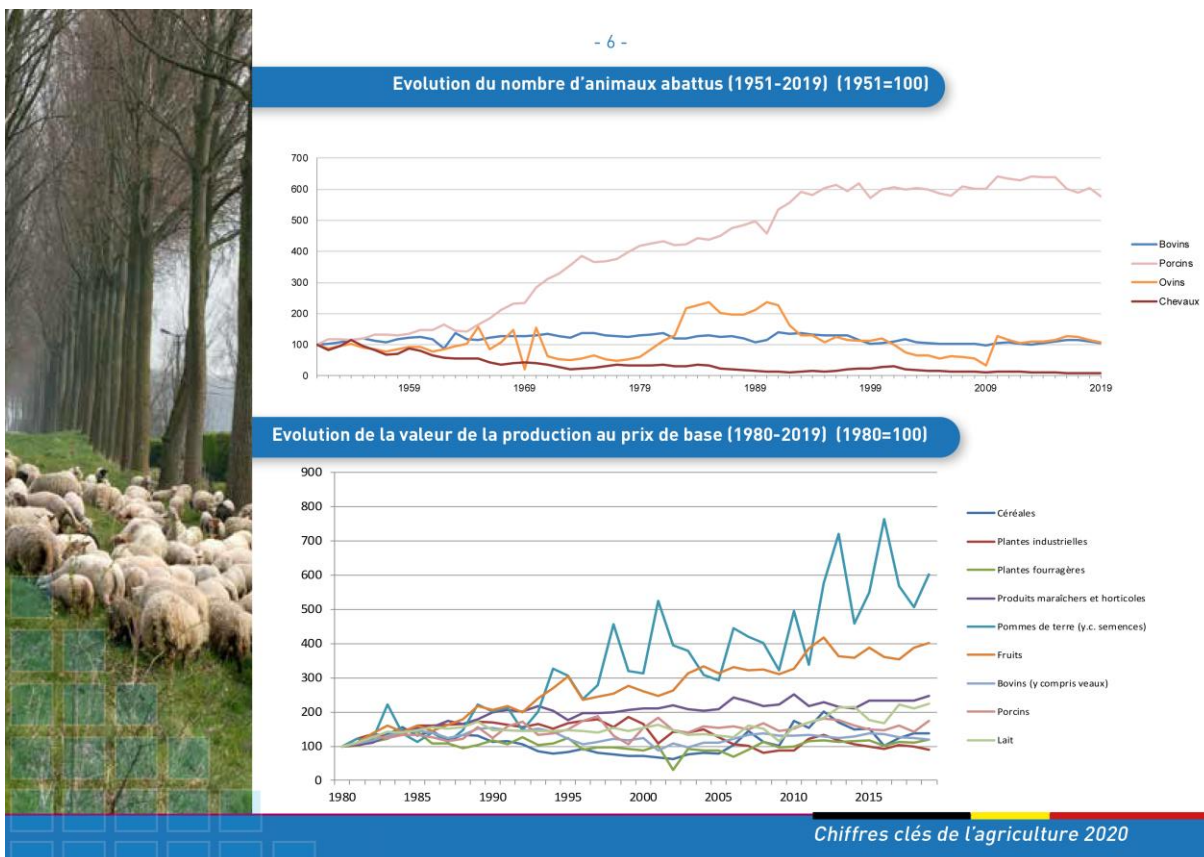 - 6 -
Evolution du nombre d'animaux abattus (1951-2019) (1951=100)
700
600
500
400
300
200
100
0
1959
1969
1979
1989
1999
2009
2019
Bovins
Porcins
Ovins
Chevaux
Evolution de la valeur de la production au prix de base (1980-2019) (1980=100)
900
800
700
600
500
400
300
200
100
0
1980
1985
1990
1995
2000
2005
2010
2015
Céréales
Plantes industrielles
Plantes fourragères
Produits maraîchers et horticoles
Pommes de terre (y.c. semences)
Fruits
Bovins (y compris veaux)
Porcins
Lait
Chiffres clés de l'agriculture 2020